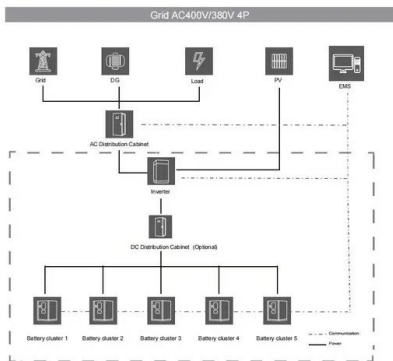 Grid AC400V/380V 4P
Grid
DG
Load
PV
EMS
AC Distribution Cabinet
Inverter
DC Distribution Cabinet (Optional)
Battery cluster 1
Battery cluster 2
Battery cluster 3
Battery cluster 4
Battery cluster 5
Communication
Power